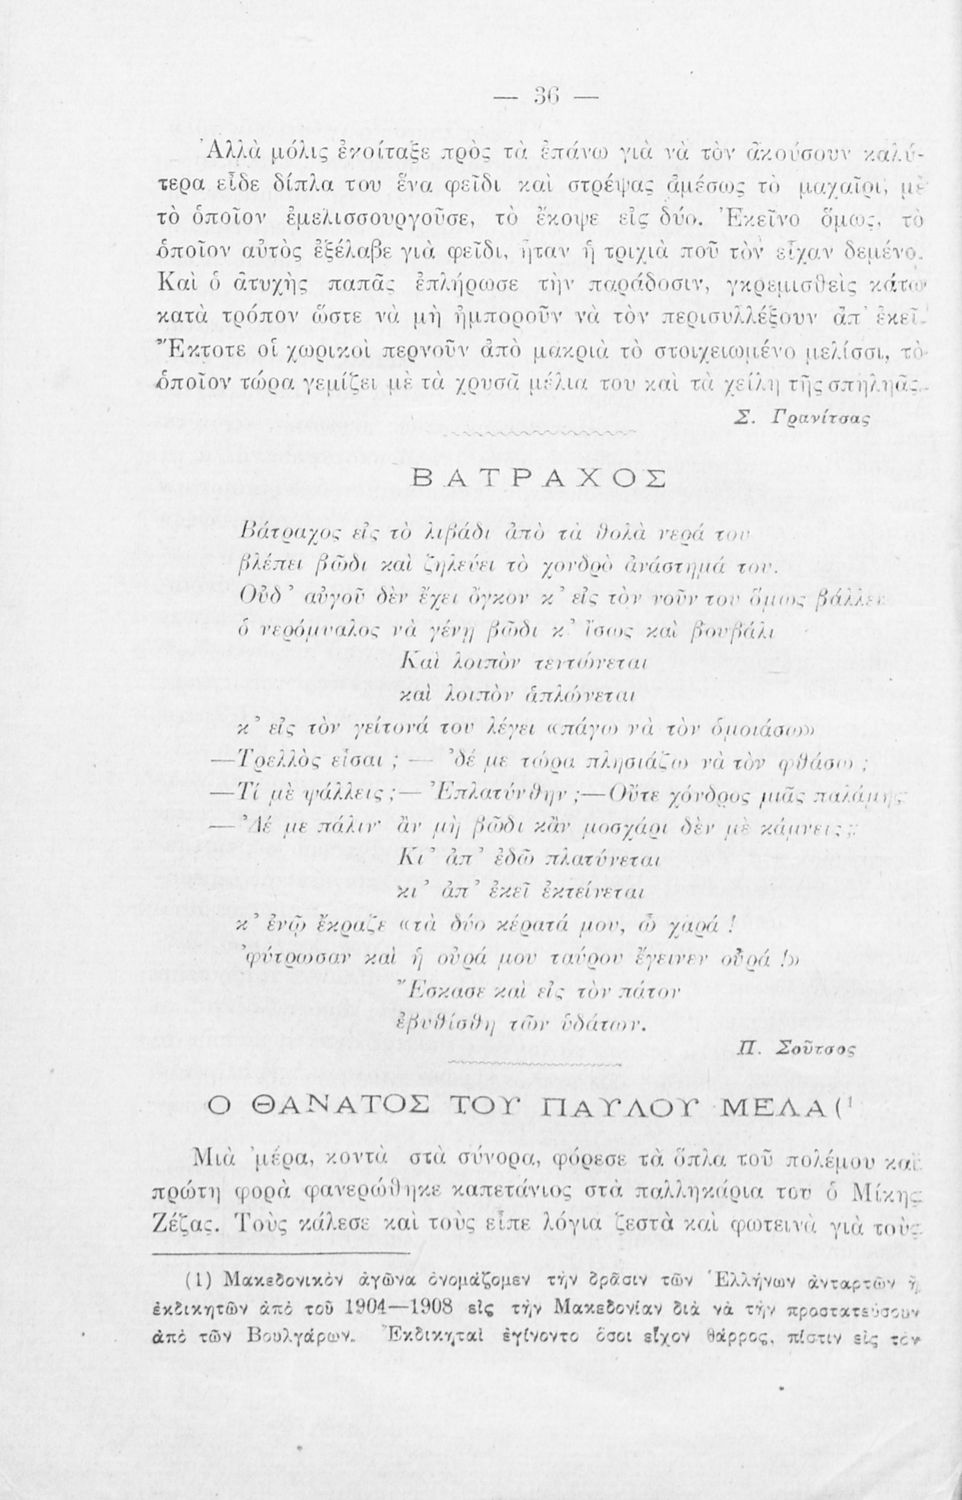 — 36 —
Ἀλλὰ μόλις ἐκοίταξε πρὸς τὰ ἐπάνω γιὰ νὰ τὸν ἀκούσουν καλύ-
τερα εἶδε δίπλα του ἕνα φεῖδι καὶ στρέψας ἀμέσως τὸ μαχαῖρι, μὲ
τὸ ὁποῖον ἐμελισσουργοῦσε, τὸ ἔκοψε εἰς δύο. Ἐκεῖνο ὅμως, τὸ
ὁποῖον αὐτὸς ἐξέλαβε γιὰ φεῖδι, ἦταν ἡ τριχιὰ ποῦ τὸν εἶχαν δεμένο.
Καὶ ὁ ἀτυχὴς παπᾶς ἐπλήρωσε τὴν παράδοσιν, γκρεμισθεὶς κάτω
κατὰ τρόπον ὥστε νὰ μὴ ἠμποροῦν νὰ τὸν περισυλλέξουν ἀπ' ἐκεῖ.
Ἔκτοτε οἱ χωρικοὶ περνοῦν ἀπὸ μακριὰ τὸ στοιχειωμένο μελίσσι, τὸ
ὁποῖον τώρα γεμίζει μὲ τὰ χρυσᾶ μέλια του καὶ τὰ χείλη τῆς σπηληᾶς.
Σ. Γρανίτσας
ΒΑΤΡΑΧΟΣ
Βάτραχος εἰς τὸ λιβάδι ἀπὸ τὰ θολὰ νερά του
βλέπει βῶδι καὶ ζηλεύει τὸ χονδρὸ ἀνάστημά του.
Οὐδ' αὐγοῦ δὲν ἔχει ὄγκον κ' εἰς τὸν νοῦν του ὅμως βάλλει
ὁ νερόμυαλος νὰ γένῃ βῶδι κ' ἴσως καὶ βουβάλι
Καὶ λοιπὸν τεντώνεται
καὶ λοιπὸν ἁπλώνεται
κ' εἰς τὸν γείτονά του λέγει «πάγω νὰ τὸν ὁμοιάσω»
—Τρελλὸς εἶσαι ; — 'δέ με τώρα πλησιάζω νὰ τὸν φθάσω ;
—Τί μὲ ψάλλεις ;— Ἐπλατύνθην ;—Οὔτε χόνδρος μιᾶς παλάμης
— Δέ με πάλιν ἂν μὴ βῶδι κἂν μοσχάρι δὲν μὲ κάμνεις ;
Κι' ἀπ' ἐδῶ πλατύνεται
κι' ἀπ' ἐκεῖ ἐκτείνεται
κ' ἐνῷ ἔκραζε «τὰ δύο κέρατά μου, ὦ χαρά !
'φύτρωσαν καὶ ἡ οὐρά μου ταύρου ἔγεινεν οὐρά !»
Ἔσκασε καὶ εἰς τὸν πάτον
ἐβυθίσθη τῶν ὑδάτων.
Π. Σοῦτσος
Ο ΘΑΝΑΤΟΣ ΤΟΥ ΠΑΥΛΟΥ ΜΕΛΑ (¹
Μιὰ 'μέρα, κοντὰ στὰ σύνορα, φόρεσε τὰ ὅπλα τοῦ πολέμου καὶ
πρώτη φορὰ φανερώθηκε καπετάνιος στὰ παλληκάρια του ὁ Μίκης
Ζέζας. Τοὺς κάλεσε καὶ τοὺς εἶπε λόγια ζεστὰ καὶ φωτεινὰ γιὰ τοὺς
(1) Μακεδονικὸν ἀγῶνα ὀνομάζομεν τὴν δρᾶσιν τῶν Ἑλλήνων ἀνταρτῶν ἢ
ἐκδικητῶν ἀπὸ τοῦ 1904—1908 εἰς τὴν Μακεδονίαν διὰ νὰ τὴν προστατεύσουν
ἀπὸ τῶν Βουλγάρων. Ἐκδικηταὶ ἐγίνοντο ὅσοι εἶχον θάρρος, πίστιν εἰς τὸν